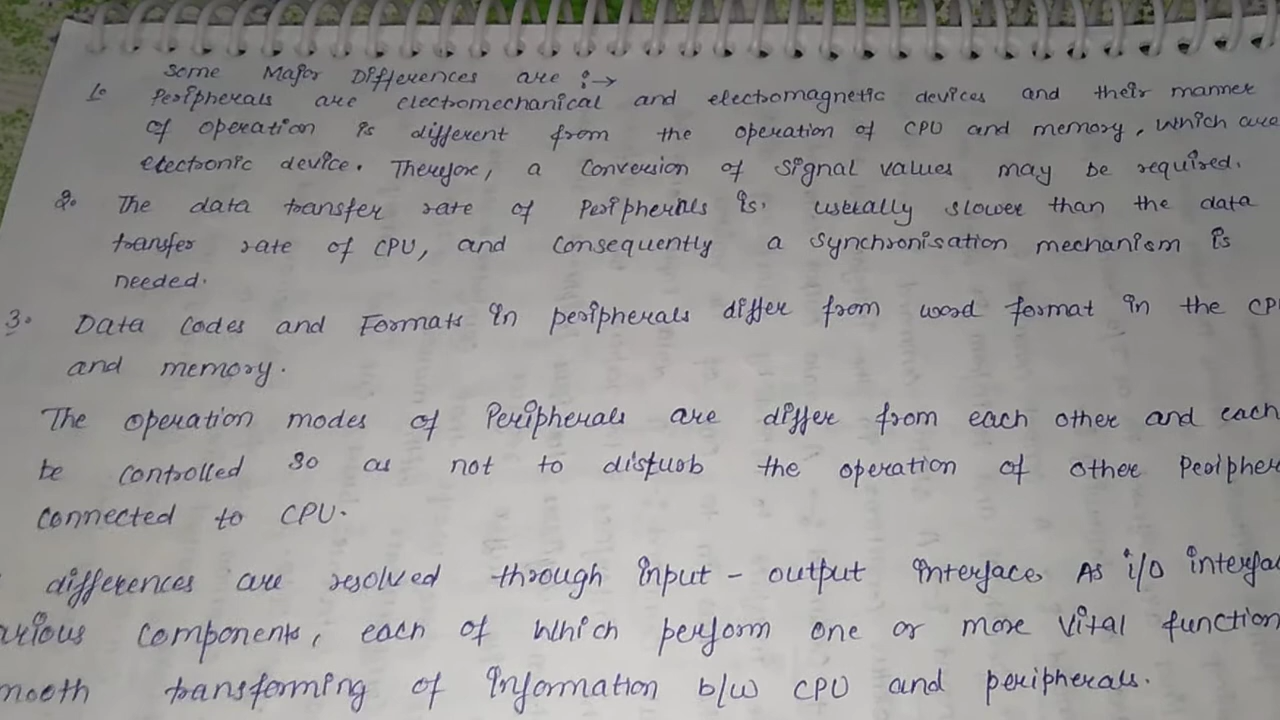 Some Major Differences are :→
1. Peripherals are electromechanical and electromagnetic devices and their manner
of operation is different from the operation of CPU and memory, which are
electronic device. Therefore, a conversion of signal values may be required.
2. The data transfer rate of Peripherals is usually slower than the data
transfer rate of CPU, and consequently a synchronisation mechanism is
needed.
3. Data codes and Formats in peripherals differ from word format in the CP
and memory.
The operation modes of Peripherals are differ from each other and each
be controlled so as not to disturb the operation of other Peripher
connected to CPU.
differences are resolved through input - output interface. As i/o interfa
rious components, each of which perform one or more vital function
mooth transforming of information b/w CPU and peripherals.